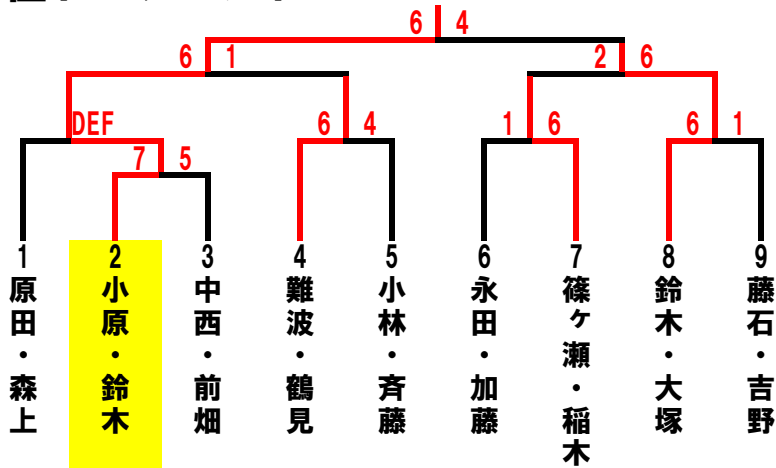 6 4
6 1
2 6
DEF
6 4
1 6
6 1
7 5
1 2 3 4 5 6 7 8 9
原田・森上
小原・鈴木
中西・前畑
難波・鶴見
小林・斉藤
永田・加藤
篠ヶ瀬・稲木
鈴木・大塚
藤石・吉野